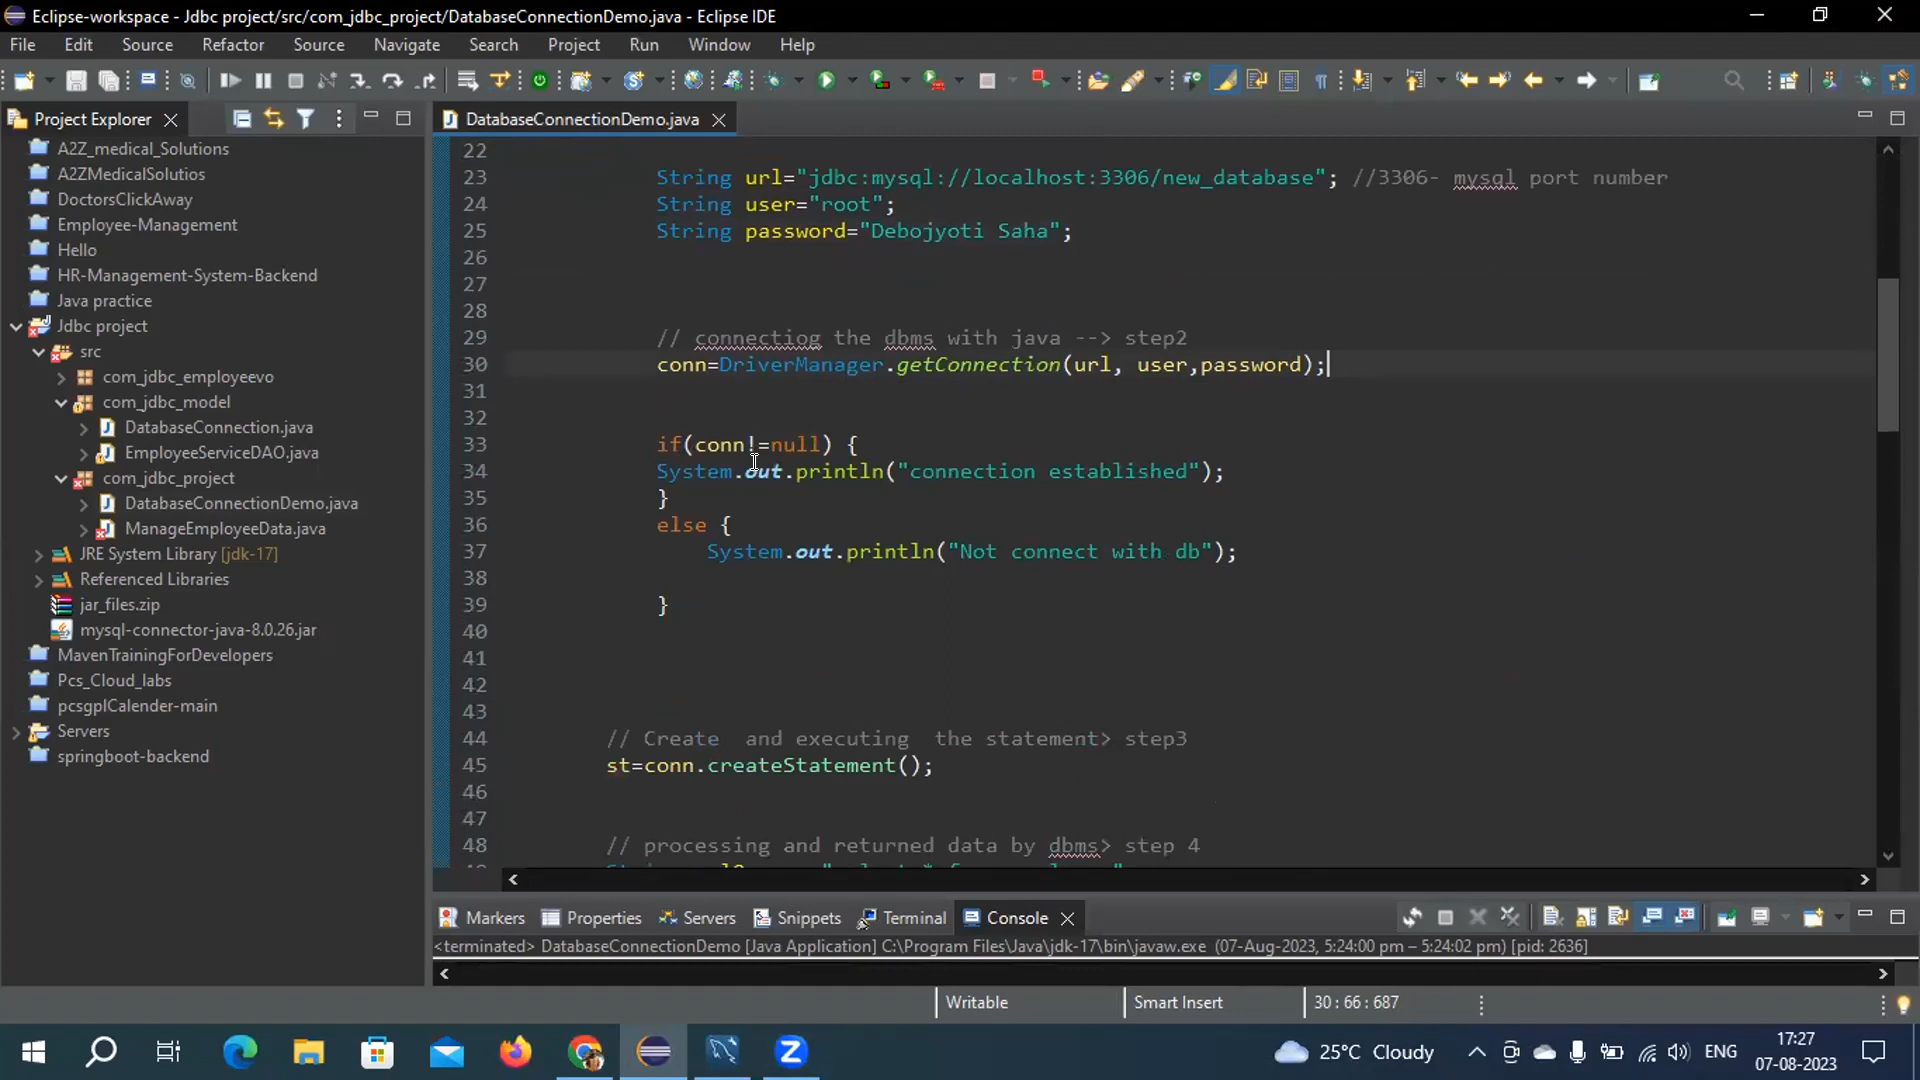 Eclipse-workspace - Jdbc project/src/com_jdbc_project/DatabaseConnectionDemo.java - Eclipse IDE
File Edit Source Refactor Source Navigate Search Project Run Window Help
Project Explorer
A2Z_medical_Solutions
A2ZMedicalSolutios
DoctorsClickAway
Employee-Management
Hello
HR-Management-System-Backend
Java practice
Jdbc project
src
com_jdbc_employeevo
com_jdbc_model
DatabaseConnection.java
EmployeeServiceDAO.java
com_jdbc_project
DatabaseConnectionDemo.java
ManageEmployeeData.java
JRE System Library [jdk-17]
Referenced Libraries
jar_files.zip
mysql-connector-java-8.0.26.jar
MavenTrainingForDevelopers
Pcs_Cloud_labs
pcsgplCalender-main
Servers
springboot-backend
DatabaseConnectionDemo.java
22
23 String url="jdbc:mysql://localhost:3306/new_database"; //3306- mysql port number
24 String user="root";
25 String password="Debojyoti Saha";
26
27
28
29 // connectiog the dbms with java --> step2
30 conn=DriverManager.getConnection(url, user,password);
31
32
33 if(conn!=null) {
34 System.out.println("connection established");
35 }
36 else {
37 System.out.println("Not connect with db");
38
39 }
40
41
42
43
44 // Create  and executing  the statement> step3
45 st=conn.createStatement();
46
47
48 // processing and returned data by dbms> step 4
Markers Properties Servers Snippets Terminal Console
<terminated> DatabaseConnectionDemo [Java Application] C:\Program Files\Java\jdk-17\bin\javaw.exe (07-Aug-2023, 5:24:00 pm – 5:24:02 pm) [pid: 2636]
Writable Smart Insert 30 : 66 : 687
25°C Cloudy ENG 17:27
07-08-2023